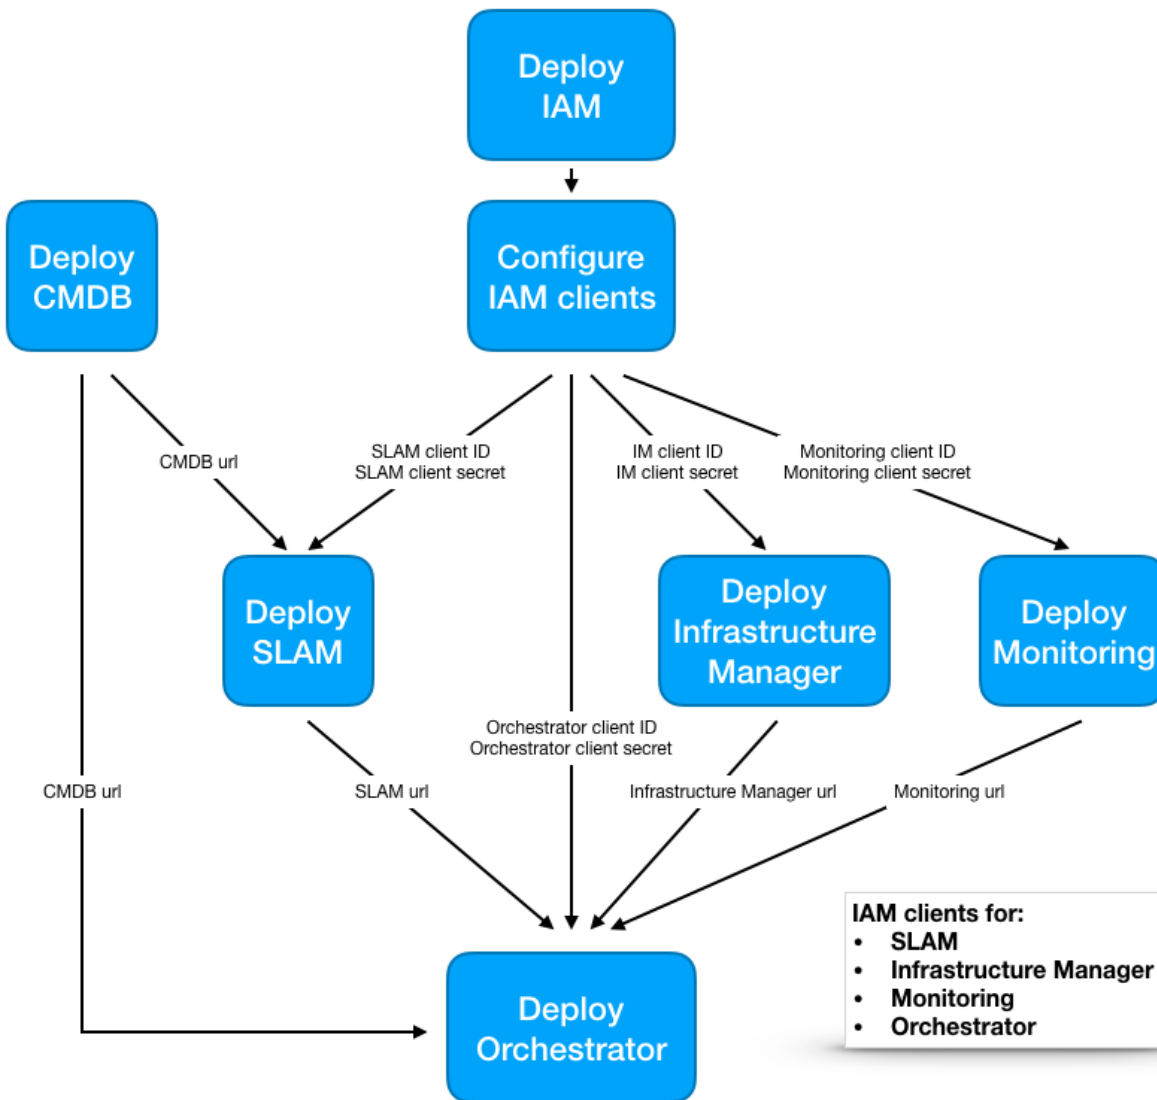 Deploy
IAM
Deploy
CMDB
Configure
IAM clients
CMDB url
SLAM client ID
SLAM client secret
IM client ID
IM client secret
Monitoring client ID
Monitoring client secret
Deploy
SLAM
Deploy
Infrastructure
Manager
Deploy
Monitoring
Orchestrator client ID
Orchestrator client secret
CMDB url
SLAM url
Infrastructure Manager url
Monitoring url
Deploy
Orchestrator
IAM clients for:
• SLAM
• Infrastructure Manager
• Monitoring
• Orchestrator